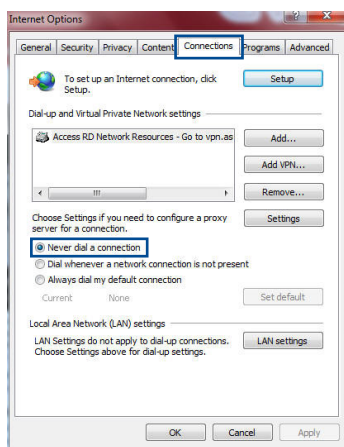 Internet Options
General Security Privacy Content Connections Programs Advanced
To set up an Internet connection, click
Setup.
Setup
Dial-up and Virtual Private Network settings
Access RD Network Resources - Go to vpn.as
Add...
Add VPN...
Remove...
Choose Settings if you need to configure a proxy
server for a connection.
Settings
Never dial a connection
Dial whenever a network connection is not present
Always dial my default connection
Current None
Set default
Local Area Network (LAN) settings
LAN Settings do not apply to dial-up connections.
Choose Settings above for dial-up settings.
LAN settings
OK Cancel Apply